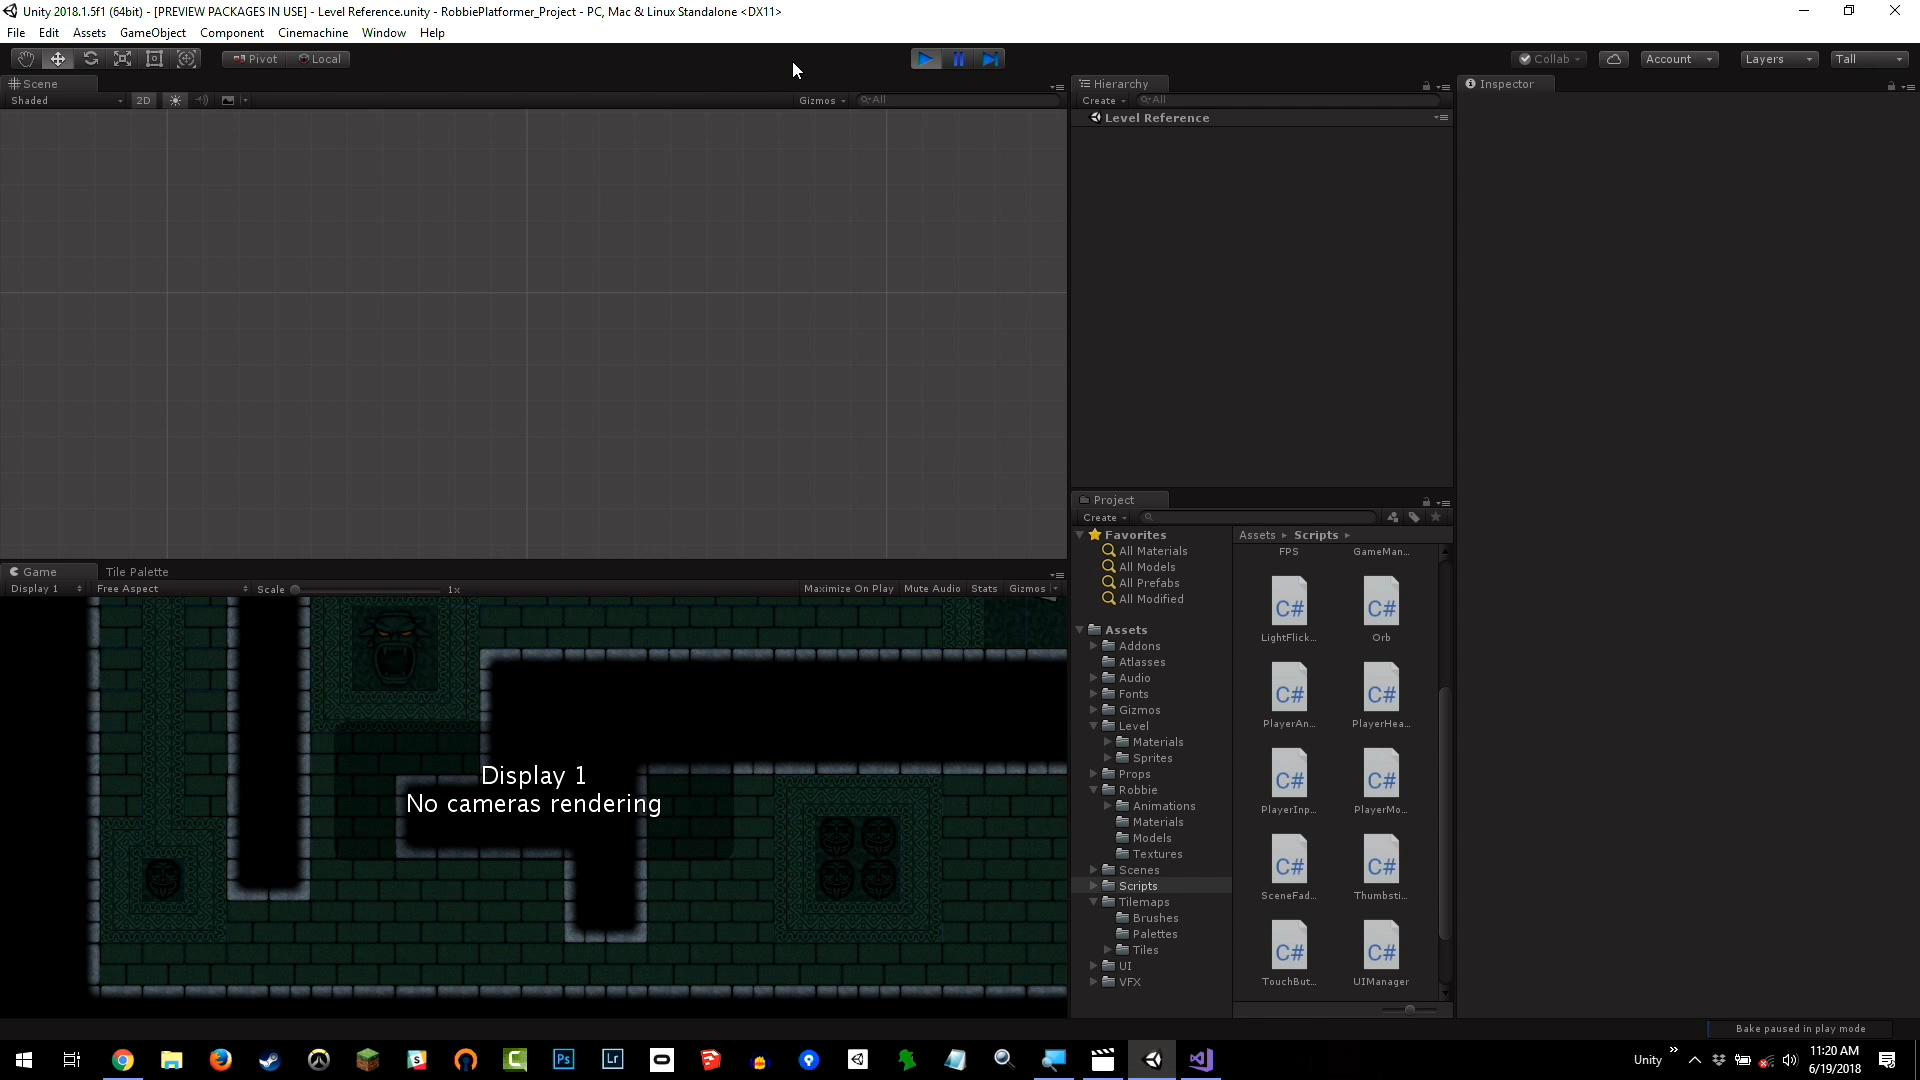 Unity 2018.1.5f1 (64bit) - [PREVIEW PACKAGES IN USE] - Level Reference.unity - RobbiePlatformer_Project - PC, Mac & Linux Standalone <DX11>
File Edit Assets GameObject Component Cinemachine Window Help
Pivot Local Collab Account Layers Tall
Scene
Shaded 2D Gizmos All
Hierarchy
Create All
Level Reference
Inspector
Game Tile Palette
Display 1 Free Aspect Scale 1x Maximize On Play Mute Audio Stats Gizmos
Display 1
No cameras rendering
Project
Create
Favorites
All Materials
All Models
All Prefabs
All Modified
Assets
Addons
Atlasses
Audio
Fonts
Gizmos
Level
Materials
Sprites
Props
Robbie
Animations
Materials
Models
Textures
Scenes
Scripts
Tilemaps
Brushes
Palettes
Tiles
UI
VFX
Assets Scripts
FPS GameMan...
C# C#
LightFlick... Orb
C# C#
PlayerAn... PlayerHea...
C# C#
PlayerInp... PlayerMo...
C# C#
SceneFad... Thumbsti...
C# C#
TouchBut... UIManager
Bake paused in play mode
Ps Lr
Unity
11:20 AM
6/19/2018